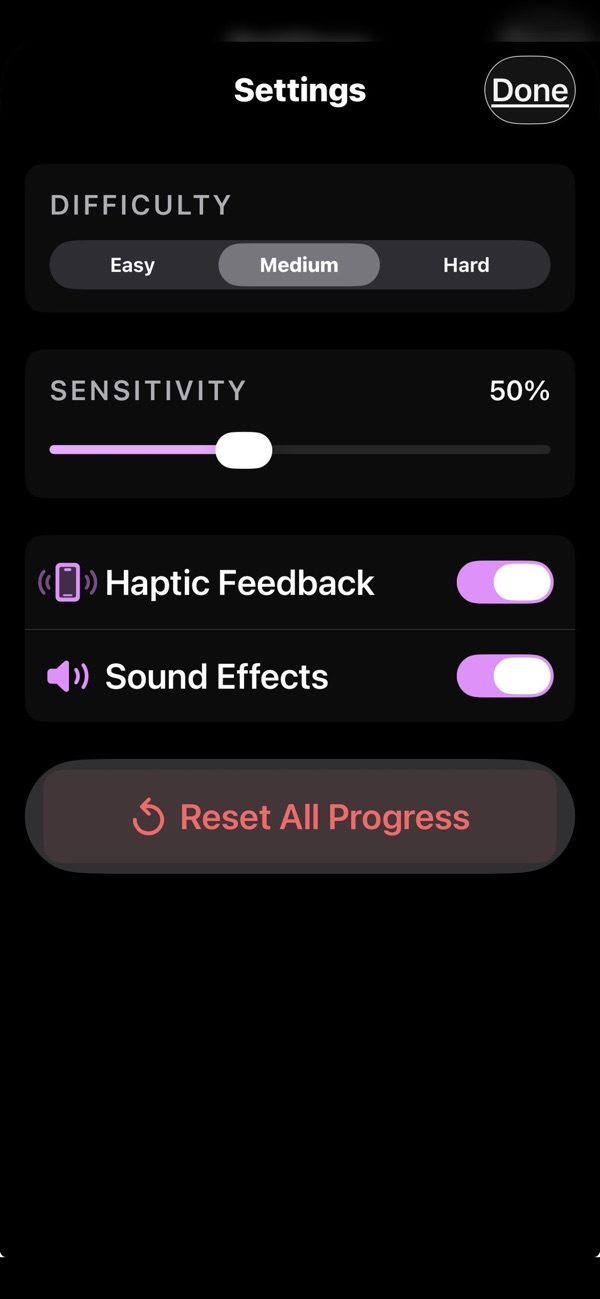 Settings
Done
DIFFICULTY
Easy Medium Hard
SENSITIVITY 50%
Haptic Feedback
Sound Effects
Reset All Progress